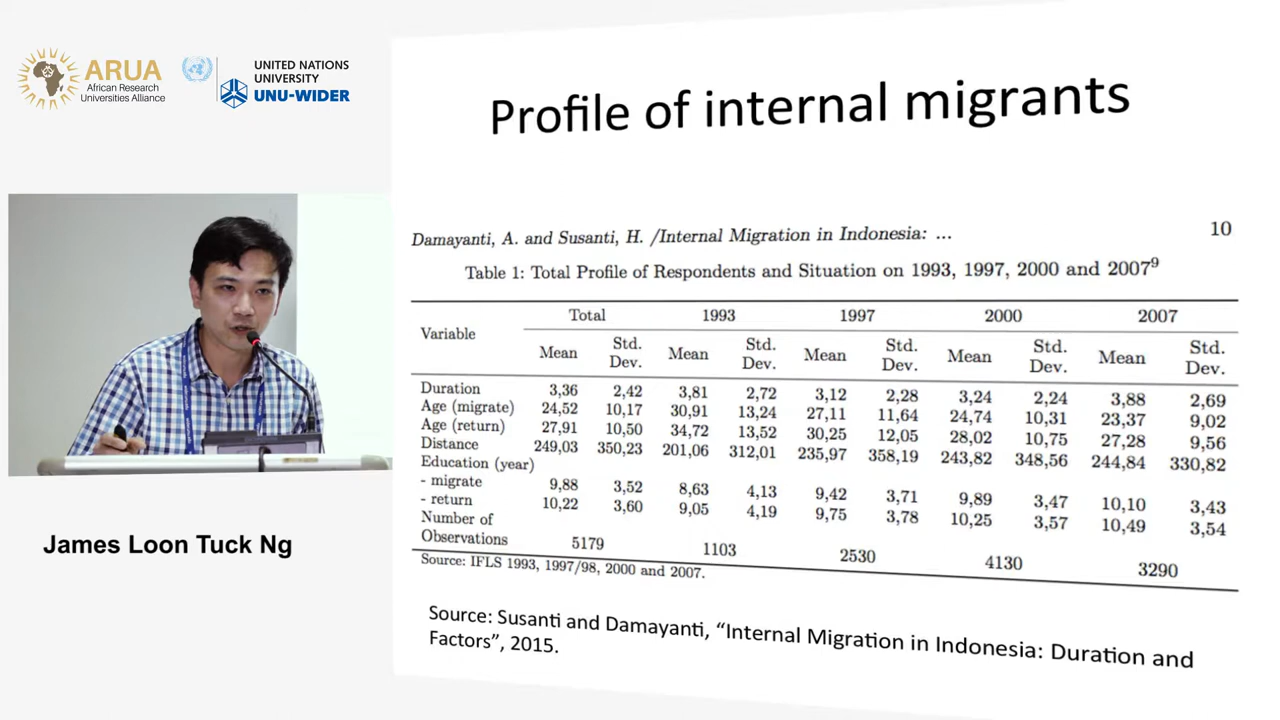 ARUA
African Research
Universities Alliance
UNITED NATIONS
UNIVERSITY
UNU-WIDER
James Loon Tuck Ng
Profile of internal migrants
Damayanti, A. and Susanti, H. /Internal Migration in Indonesia: ... 10
Table 1: Total Profile of Respondents and Situation on 1993, 1997, 2000 and 2007⁹
Variable Total 1993 1997 2000 2007
Mean Std. Dev. Mean Std. Dev. Mean Std. Dev. Mean Std. Dev. Mean Std. Dev.
Duration 3,36 2,42 3,81 2,72 3,12 2,28 3,24 2,24 3,88 2,69
Age (migrate) 24,52 10,17 30,91 13,24 27,11 11,64 24,74 10,31 23,37 9,02
Age (return) 27,91 10,50 34,72 13,52 30,25 12,05 28,02 10,75 27,28 9,56
Distance 249,03 350,23 201,06 312,01 235,97 358,19 243,82 348,56 244,84 330,82
Education (year)
- migrate 9,88 3,52 8,63 4,13 9,42 3,71 9,89 3,47 10,10 3,43
- return 10,22 3,60 9,05 4,19 9,75 3,78 10,25 3,57 10,49 3,54
Number of
Observations 5179 1103 2530 4130 3290
Source: IFLS 1993, 1997/98, 2000 and 2007.
Source: Susanti and Damayanti, “Internal Migration in Indonesia: Duration and
Factors”, 2015.